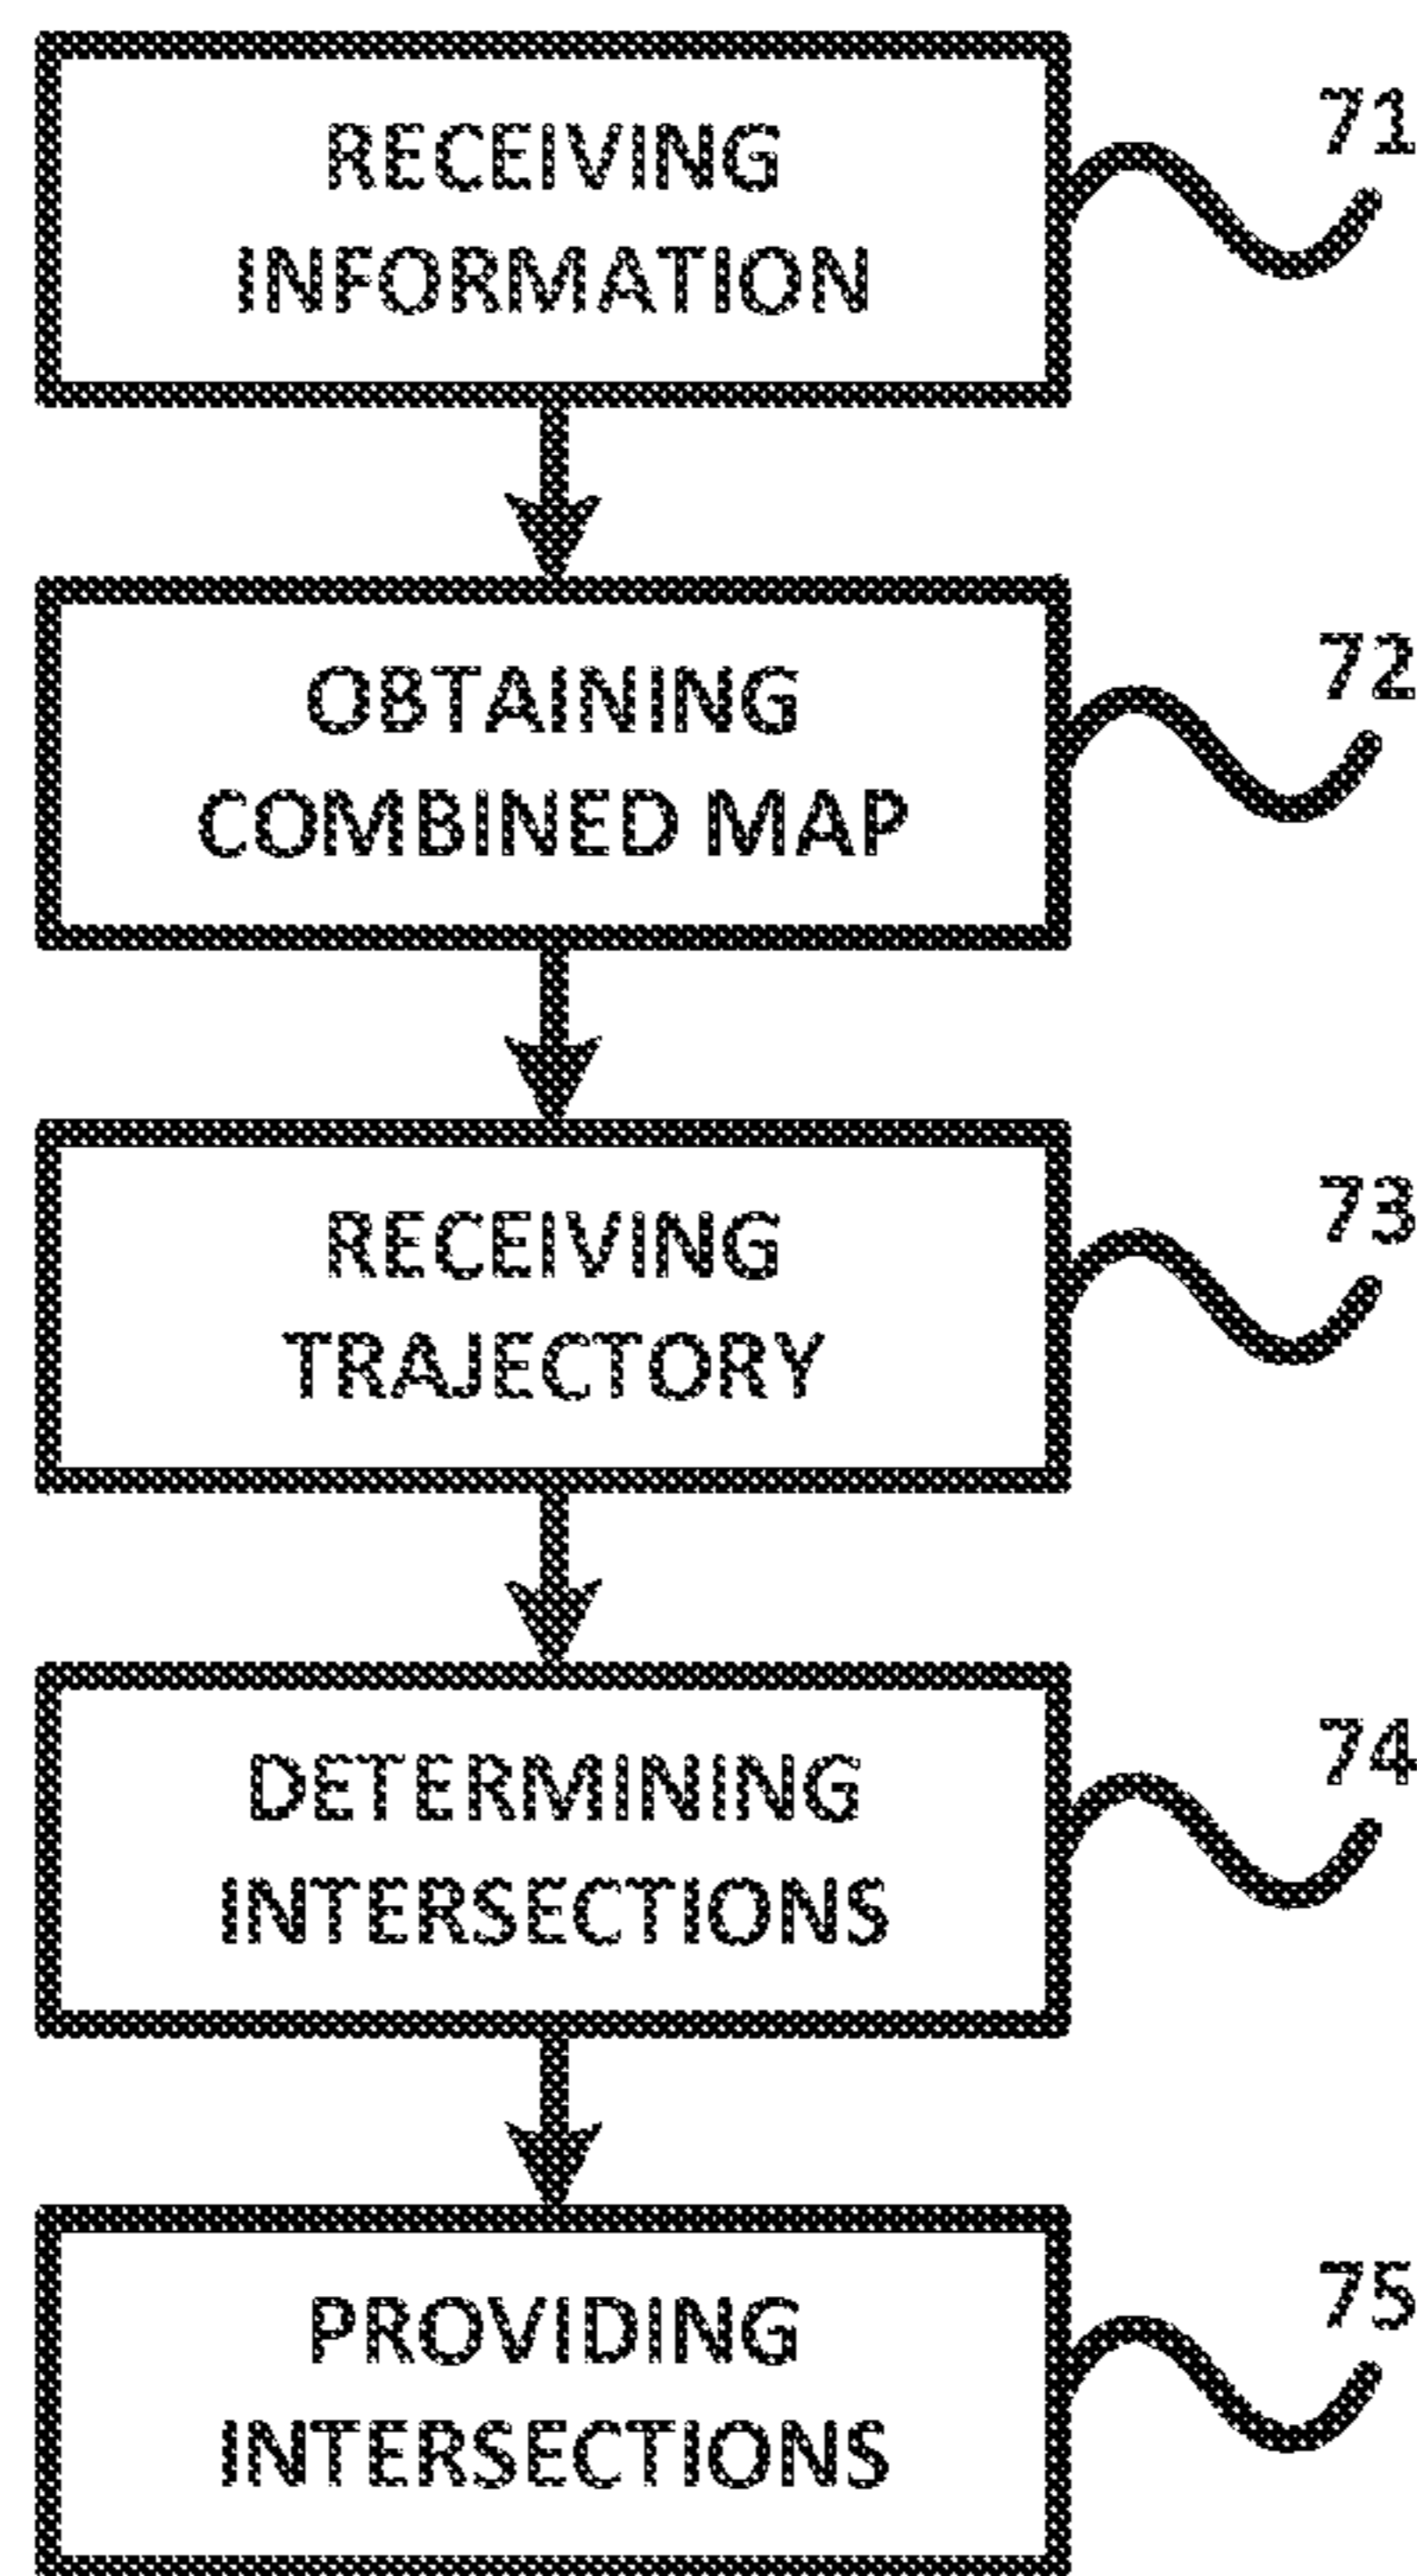 RECEIVING
INFORMATION
71
OBTAINING
COMBINED MAP
72
RECEIVING
TRAJECTORY
73
DETERMINING
INTERSECTIONS
74
PROVIDING
INTERSECTIONS
75